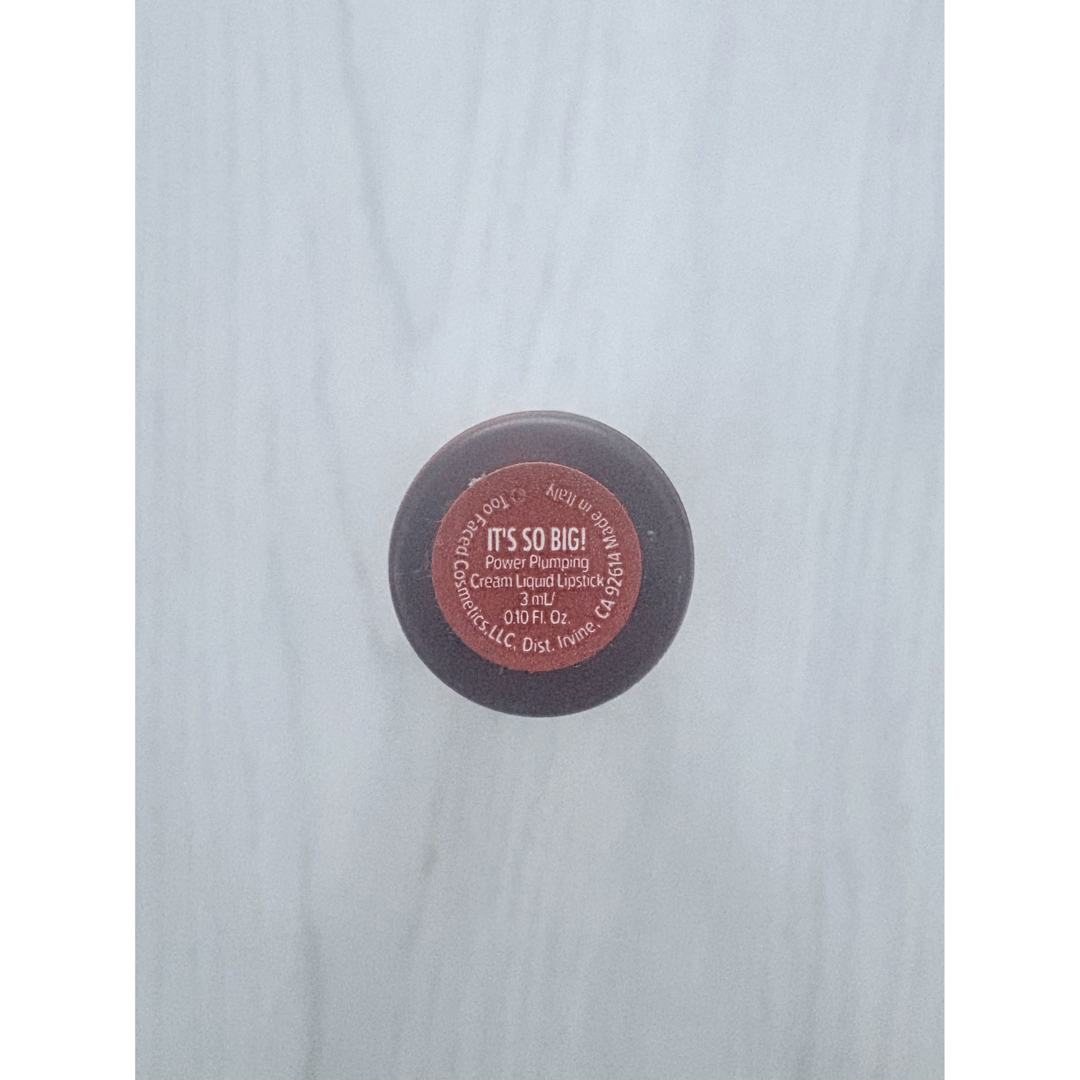 IT'S SO BIG!
Power Plumping
Cream Liquid Lipstick
3 mL/
0.10 Fl. Oz.
© Too Faced Cosmetics, LLC, Dist. Irvine, CA 92614 Made in Italy